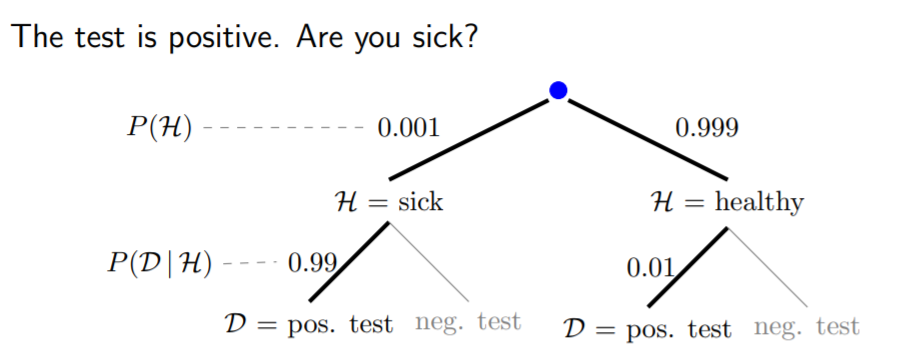 The test is positive. Are you sick?
P(ℋ) 0.001 0.999
ℋ = sick ℋ = healthy
P(𝒟 | ℋ) 0.99 0.01
𝒟 = pos. test neg. test 𝒟 = pos. test neg. test